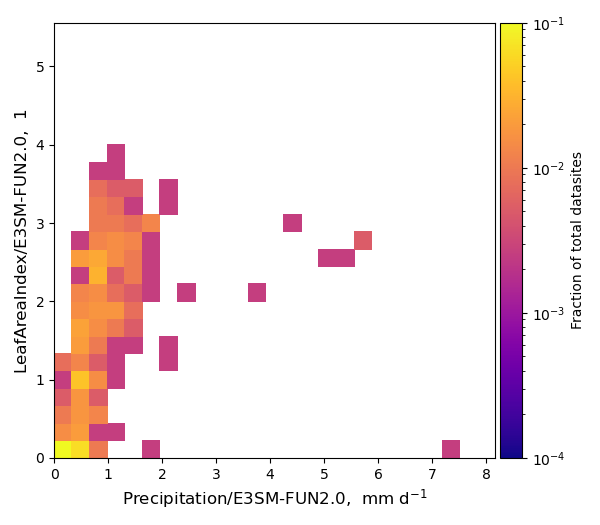 5
4
3
2
1
0
LeafAreaIndex/E3SM-FUN2.0,  1
0 1 2 3 4 5 6 7 8
Precipitation/E3SM-FUN2.0,  mm d⁻¹
10⁻¹
10⁻²
10⁻³
10⁻⁴
Fraction of total datasites